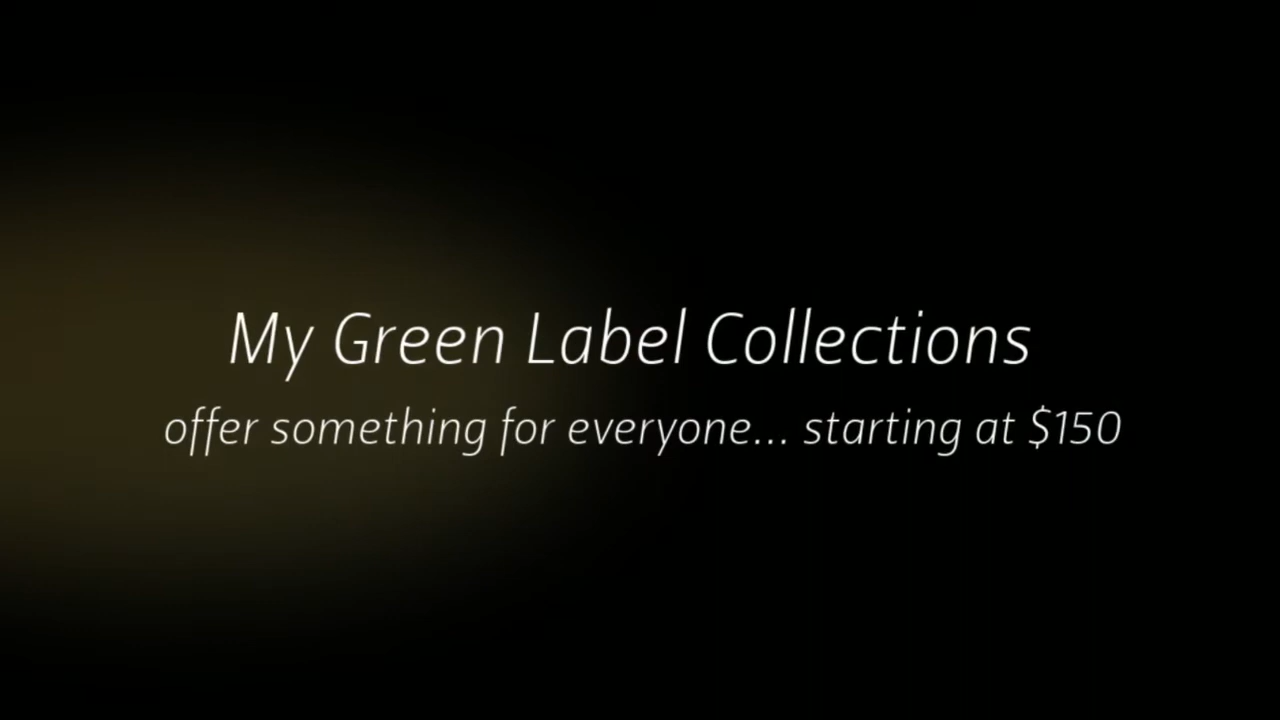 My Green Label Collections
offer something for everyone... starting at $150